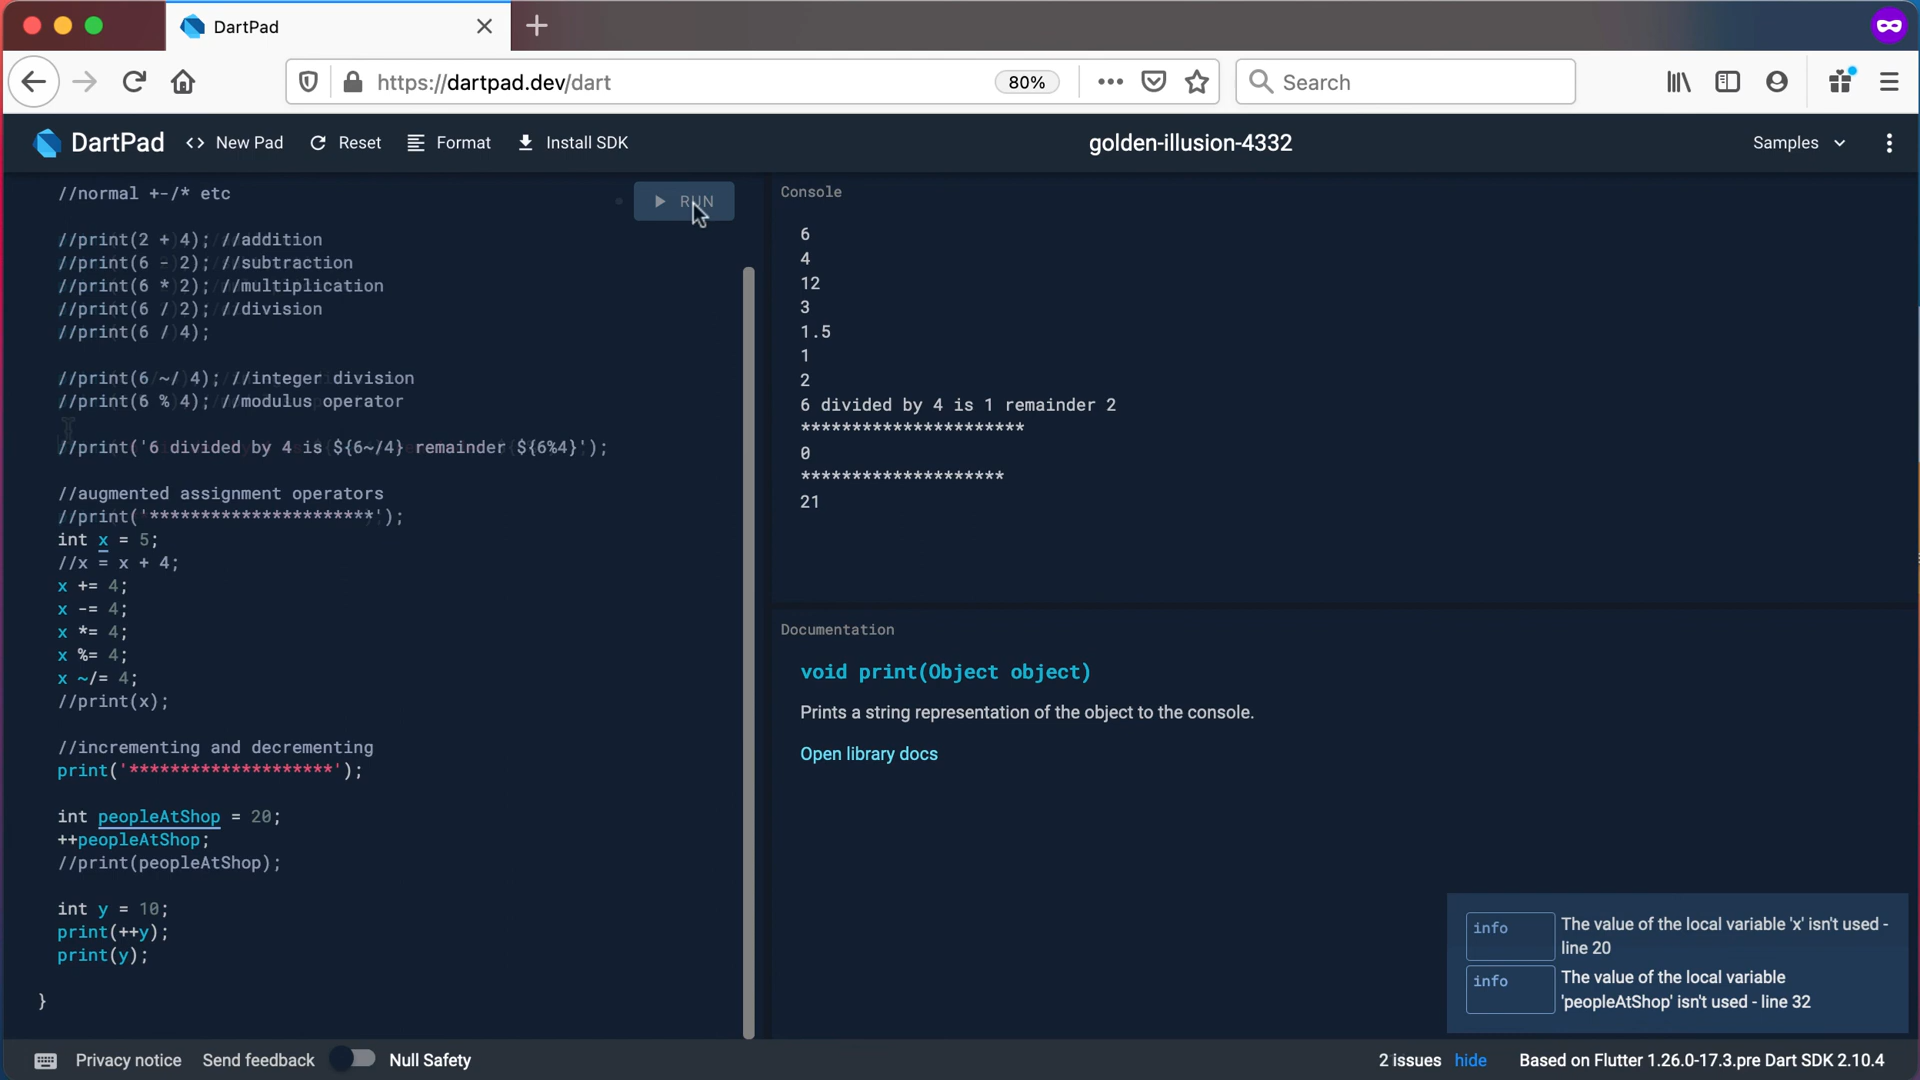 DartPad
https://dartpad.dev/dart
80%
Search
DartPad
New Pad
Reset
Format
Install SDK
golden-illusion-4332
Samples
//normal +-/* etc
RUN
//print(2 + 4); //addition
//print(6 - 2); //subtraction
//print(6 * 2); //multiplication
//print(6 / 2); //division
//print(6 / 4);
//print(6 ~/ 4); //integer division
//print(6 % 4); //modulus operator
//print('6 divided by 4 is ${6~/4} remainder ${6%4}');
//augmented assignment operators
//print('**********************');
int x = 5;
//x = x + 4;
x += 4;
x -= 4;
x *= 4;
x %= 4;
x ~/= 4;
//print(x);
//incrementing and decrementing
print('********************');
int peopleAtShop = 20;
++peopleAtShop;
//print(peopleAtShop);
int y = 10;
print(++y);
print(y);
}
Console
6
4
12
3
1.5
1
2
6 divided by 4 is 1 remainder 2
**********************
0
********************
21
Documentation
void print(Object object)
Prints a string representation of the object to the console.
Open library docs
info
The value of the local variable 'x' isn't used -
line 20
info
The value of the local variable
'peopleAtShop' isn't used - line 32
Privacy notice
Send feedback
Null Safety
2 issues
hide
Based on Flutter 1.26.0-17.3.pre Dart SDK 2.10.4